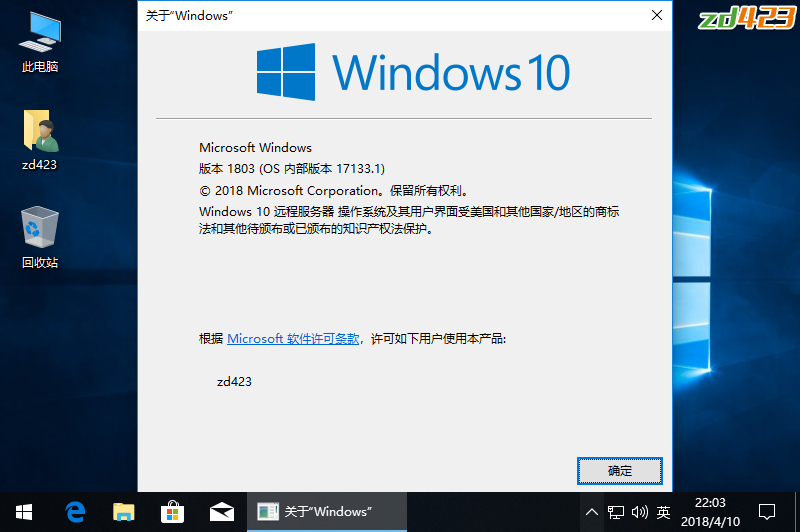 关于“Windows”
zd423
此电脑
zd423
回收站
Windows 10
Microsoft Windows
版本 1803 (OS 内部版本 17133.1)
© 2018 Microsoft Corporation。保留所有权利。
Windows 10 远程服务器 操作系统及其用户界面受美国和其他国家/地区的商标
法和其他待颁布或已颁布的知识产权法保护。
根据 Microsoft 软件许可条款，许可如下用户使用本产品:
zd423
确定
关于“Windows”
英
22:03
2018/4/10